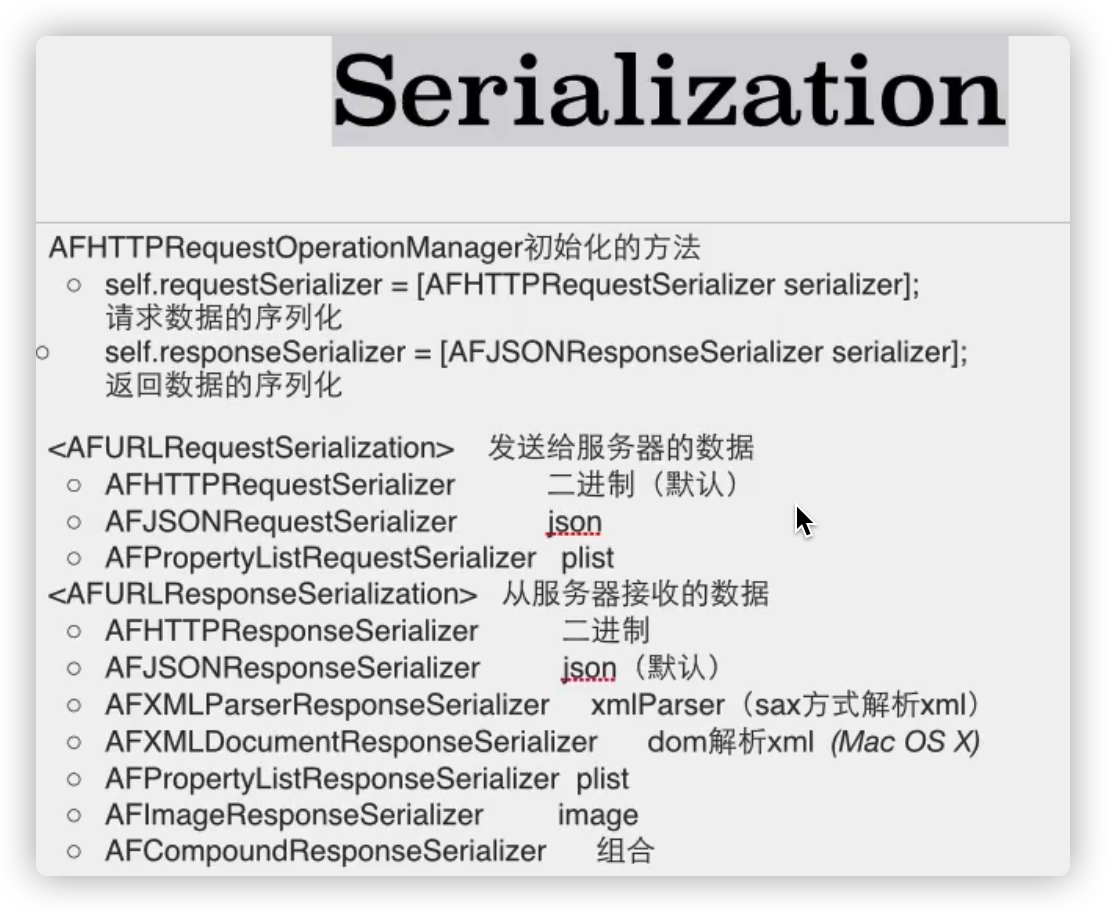 Serialization
AFHTTPRequestOperationManager初始化的方法
○ self.requestSerializer = [AFHTTPRequestSerializer serializer];
请求数据的序列化
○ self.responseSerializer = [AFJSONResponseSerializer serializer];
返回数据的序列化
<AFURLRequestSerialization> 发送给服务器的数据
○ AFHTTPRequestSerializer 二进制（默认）
○ AFJSONRequestSerializer json
○ AFPropertyListRequestSerializer plist
<AFURLResponseSerialization> 从服务器接收的数据
○ AFHTTPResponseSerializer 二进制
○ AFJSONResponseSerializer json（默认）
○ AFXMLParserResponseSerializer xmlParser（sax方式解析xml）
○ AFXMLDocumentResponseSerializer dom解析xml (Mac OS X)
○ AFPropertyListResponseSerializer plist
○ AFImageResponseSerializer image
○ AFCompoundResponseSerializer 组合